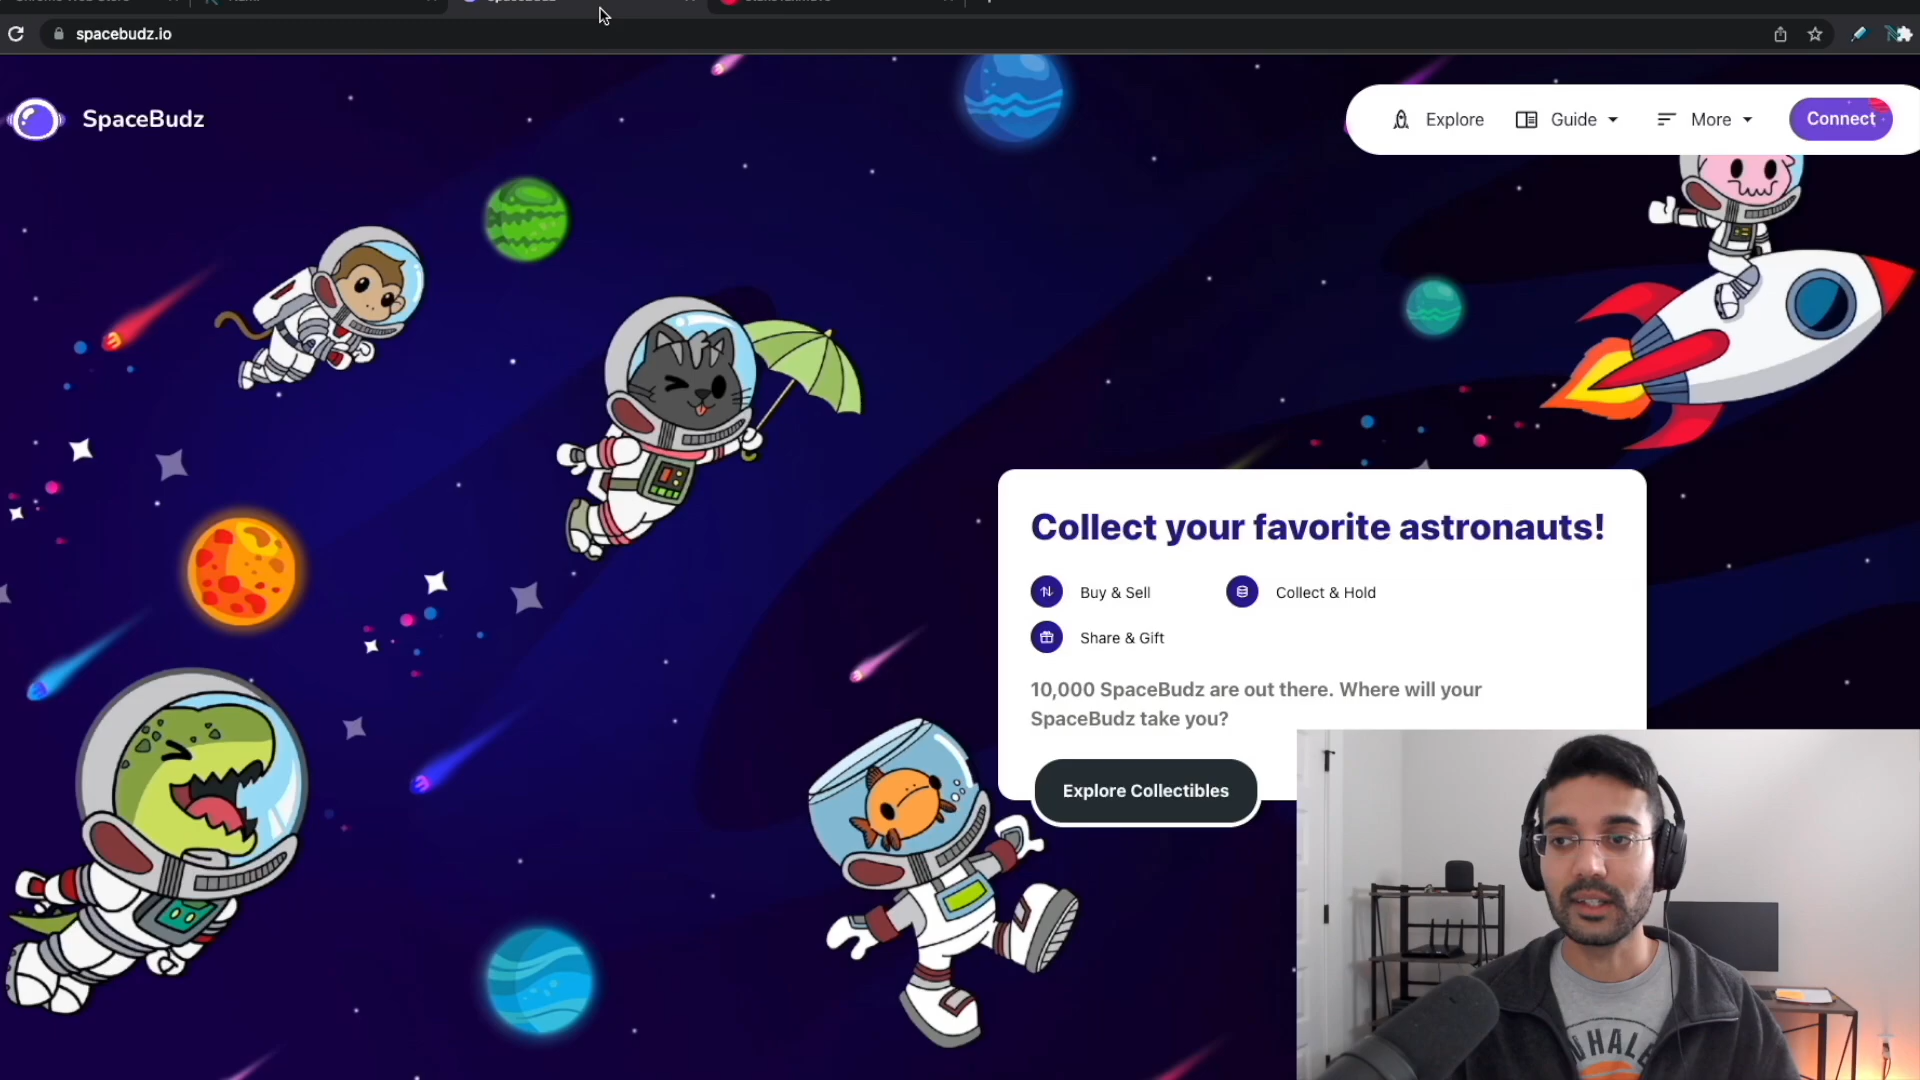 spacebudz.io
SpaceBudz
Explore
Guide
More
Connect
Collect your favorite astronauts!
Buy & Sell
Collect & Hold
Share & Gift
10,000 SpaceBudz are out there. Where will your
SpaceBudz take you?
Explore Collectibles